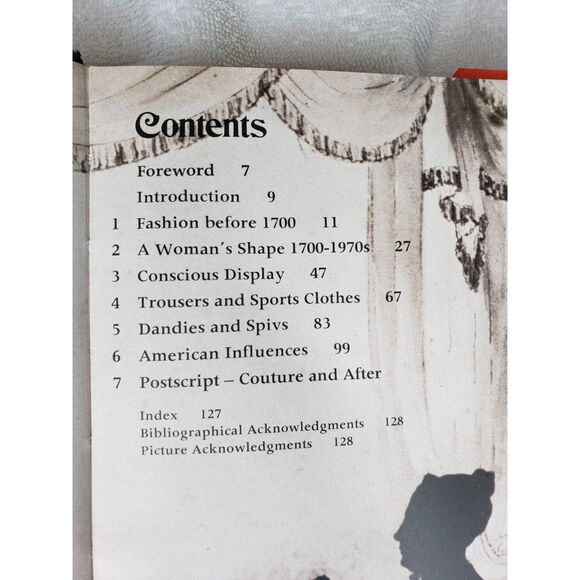 Contents
Foreword 7
Introduction 9
1 Fashion before 1700 11
2 A Woman's Shape 1700-1970s 27
3 Conscious Display 47
4 Trousers and Sports Clothes 67
5 Dandies and Spivs 83
6 American Influences 99
7 Postscript – Couture and After
Index 127
Bibliographical Acknowledgments 128
Picture Acknowledgments 128